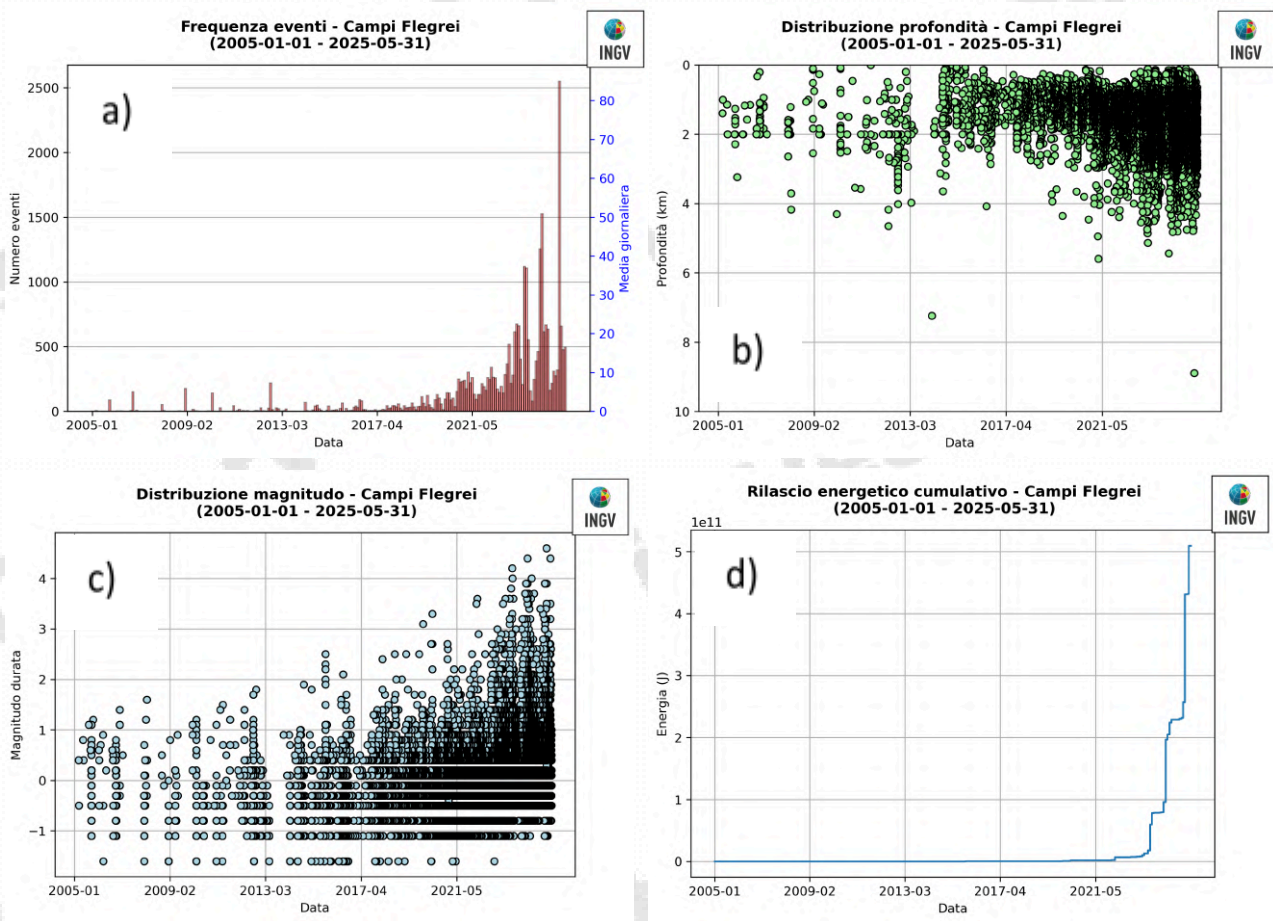 Frequenza eventi - Campi Flegrei
(2005-01-01 - 2025-05-31)
INGV
a)
Numero eventi
2500
2000
1500
1000
500
0
80
70
60
50
40
30
20
10
0
Media giornaliera
2005-01 2009-02 2013-03 2017-04 2021-05
Data
Distribuzione profondità - Campi Flegrei
(2005-01-01 - 2025-05-31)
INGV
b)
Profondità (km)
0
2
4
6
8
10
2005-01 2009-02 2013-03 2017-04 2021-05
Data
Distribuzione magnitudo - Campi Flegrei
(2005-01-01 - 2025-05-31)
INGV
c)
Magnitudo durata
4
3
2
1
0
−1
2005-01 2009-02 2013-03 2017-04 2021-05
Data
Rilascio energetico cumulativo - Campi Flegrei
(2005-01-01 - 2025-05-31)
INGV
1e11
d)
Energia (J)
5
4
3
2
1
0
2005-01 2009-02 2013-03 2017-04 2021-05
Data